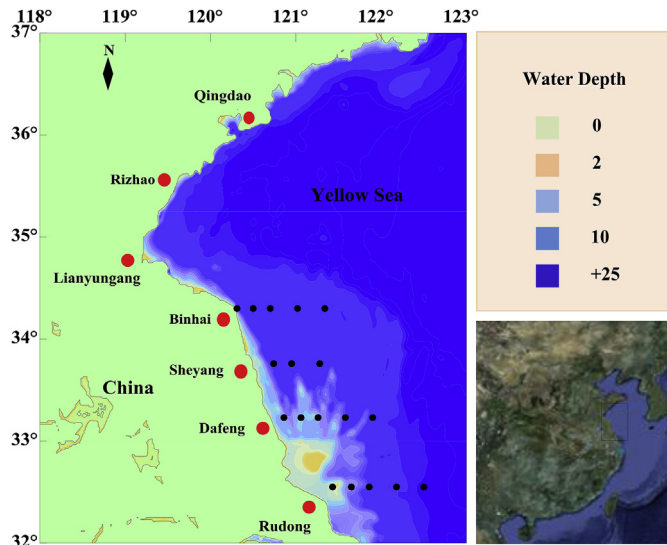 118° 119° 120° 121° 122° 123°
37°
N
Qingdao
36°
Rizhao
Yellow Sea
35°
Lianyungang
Binhai
34°
Sheyang
China
Dafeng
33°
Rudong
32°
Water Depth
0
2
5
10
+25